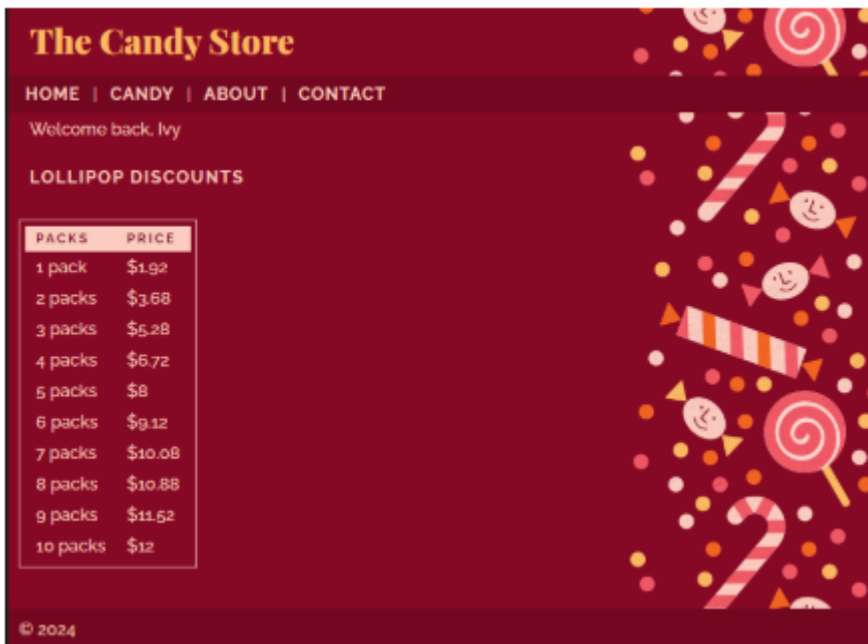 The Candy Store
HOME | CANDY | ABOUT | CONTACT
Welcome back, Ivy
LOLLIPOP DISCOUNTS
PACKS PRICE
1 pack $1.92
2 packs $3.68
3 packs $5.28
4 packs $6.72
5 packs $8
6 packs $9.12
7 packs $10.08
8 packs $10.88
9 packs $11.52
10 packs $12
© 2024